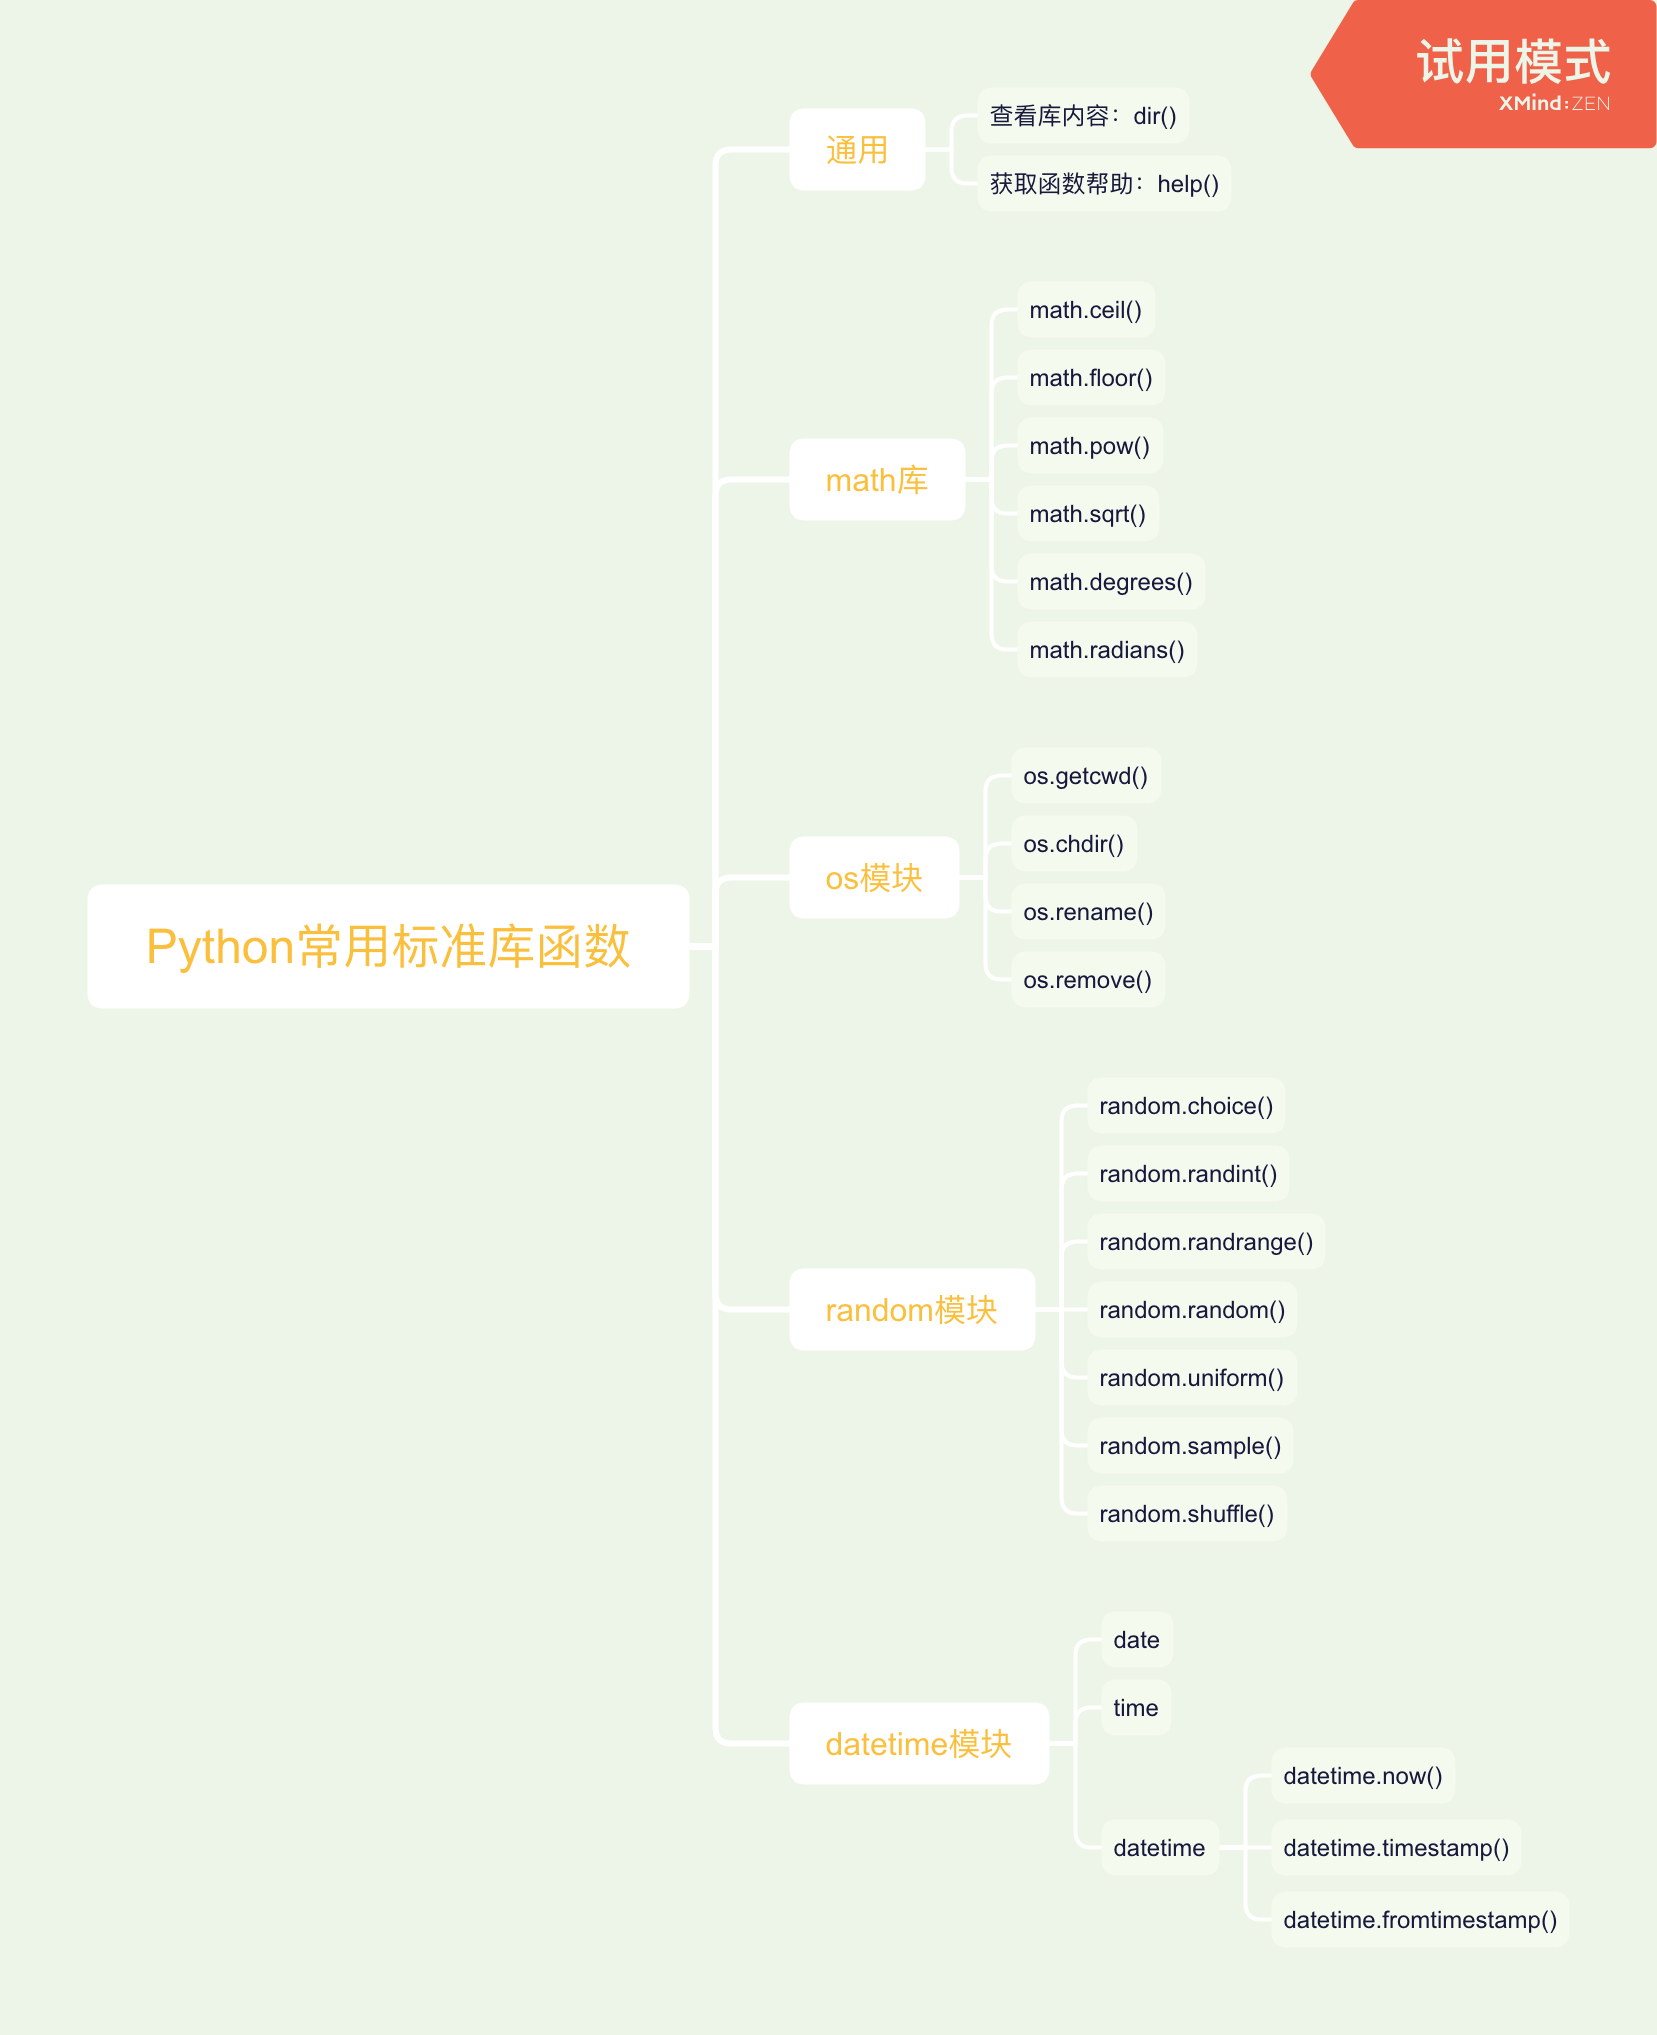 试用模式
XMind:ZEN
Python常用标准库函数
通用
查看库内容：dir()
获取函数帮助：help()
math库
math.ceil()
math.floor()
math.pow()
math.sqrt()
math.degrees()
math.radians()
os模块
os.getcwd()
os.chdir()
os.rename()
os.remove()
random模块
random.choice()
random.randint()
random.randrange()
random.random()
random.uniform()
random.sample()
random.shuffle()
datetime模块
date
time
datetime
datetime.now()
datetime.timestamp()
datetime.fromtimestamp()